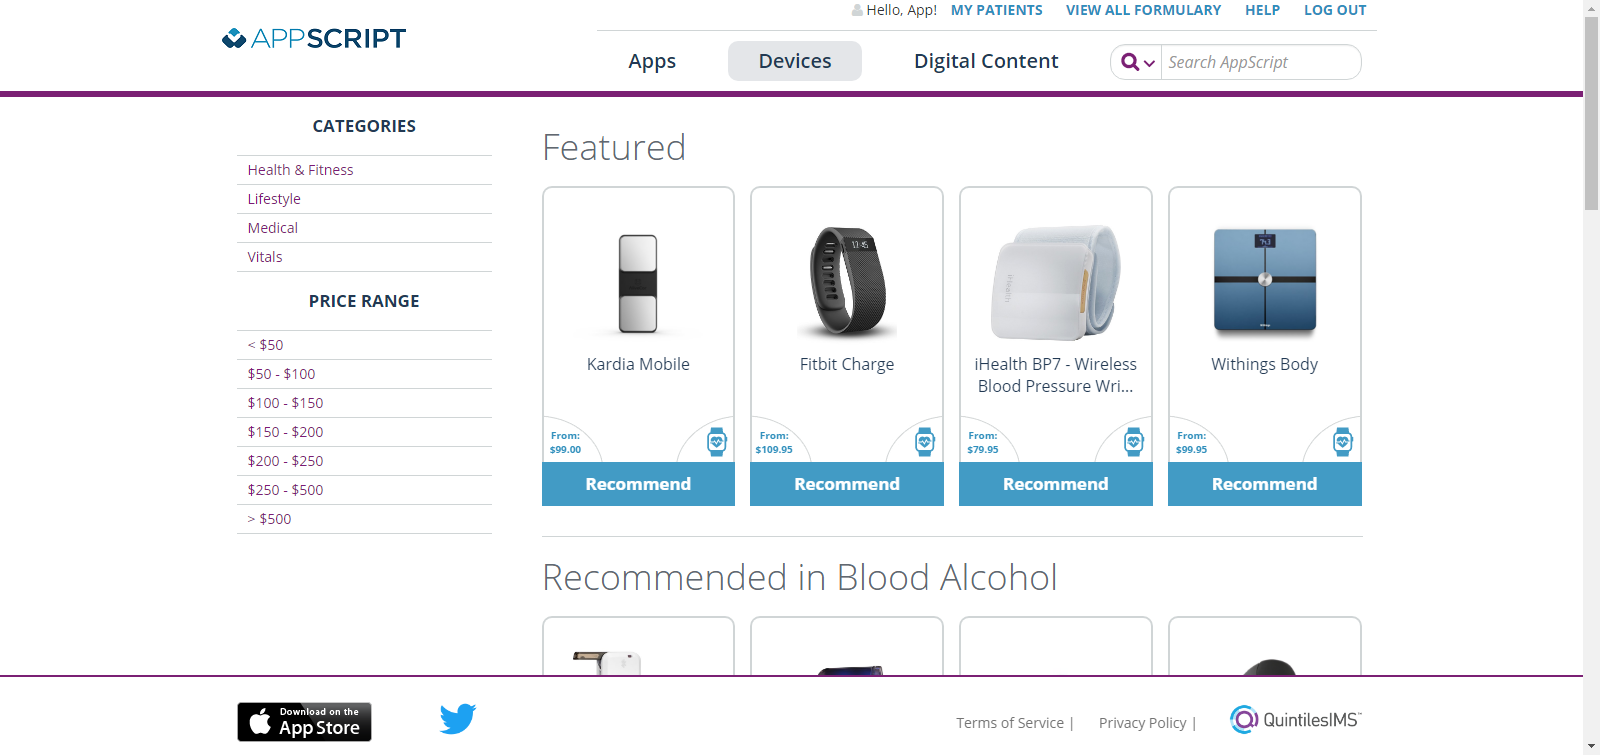 Hello, App! MY PATIENTS VIEW ALL FORMULARY HELP LOG OUT
APPSCRIPT
Apps Devices Digital Content Search AppScript
CATEGORIES
Health & Fitness
Lifestyle
Medical
Vitals
PRICE RANGE
< $50
$50 - $100
$100 - $150
$150 - $200
$200 - $250
$250 - $500
> $500
Featured
Kardia Mobile
From:
$99.00
Recommend
12:45
Fitbit Charge
From:
$109.95
Recommend
iHealth
iHealth BP7 - Wireless
Blood Pressure Wri...
From:
$79.95
Recommend
Withings Body
From:
$99.95
Recommend
Recommended in Blood Alcohol
Download on the
App Store
Terms of Service |
Privacy Policy |
QuintilesIMS™